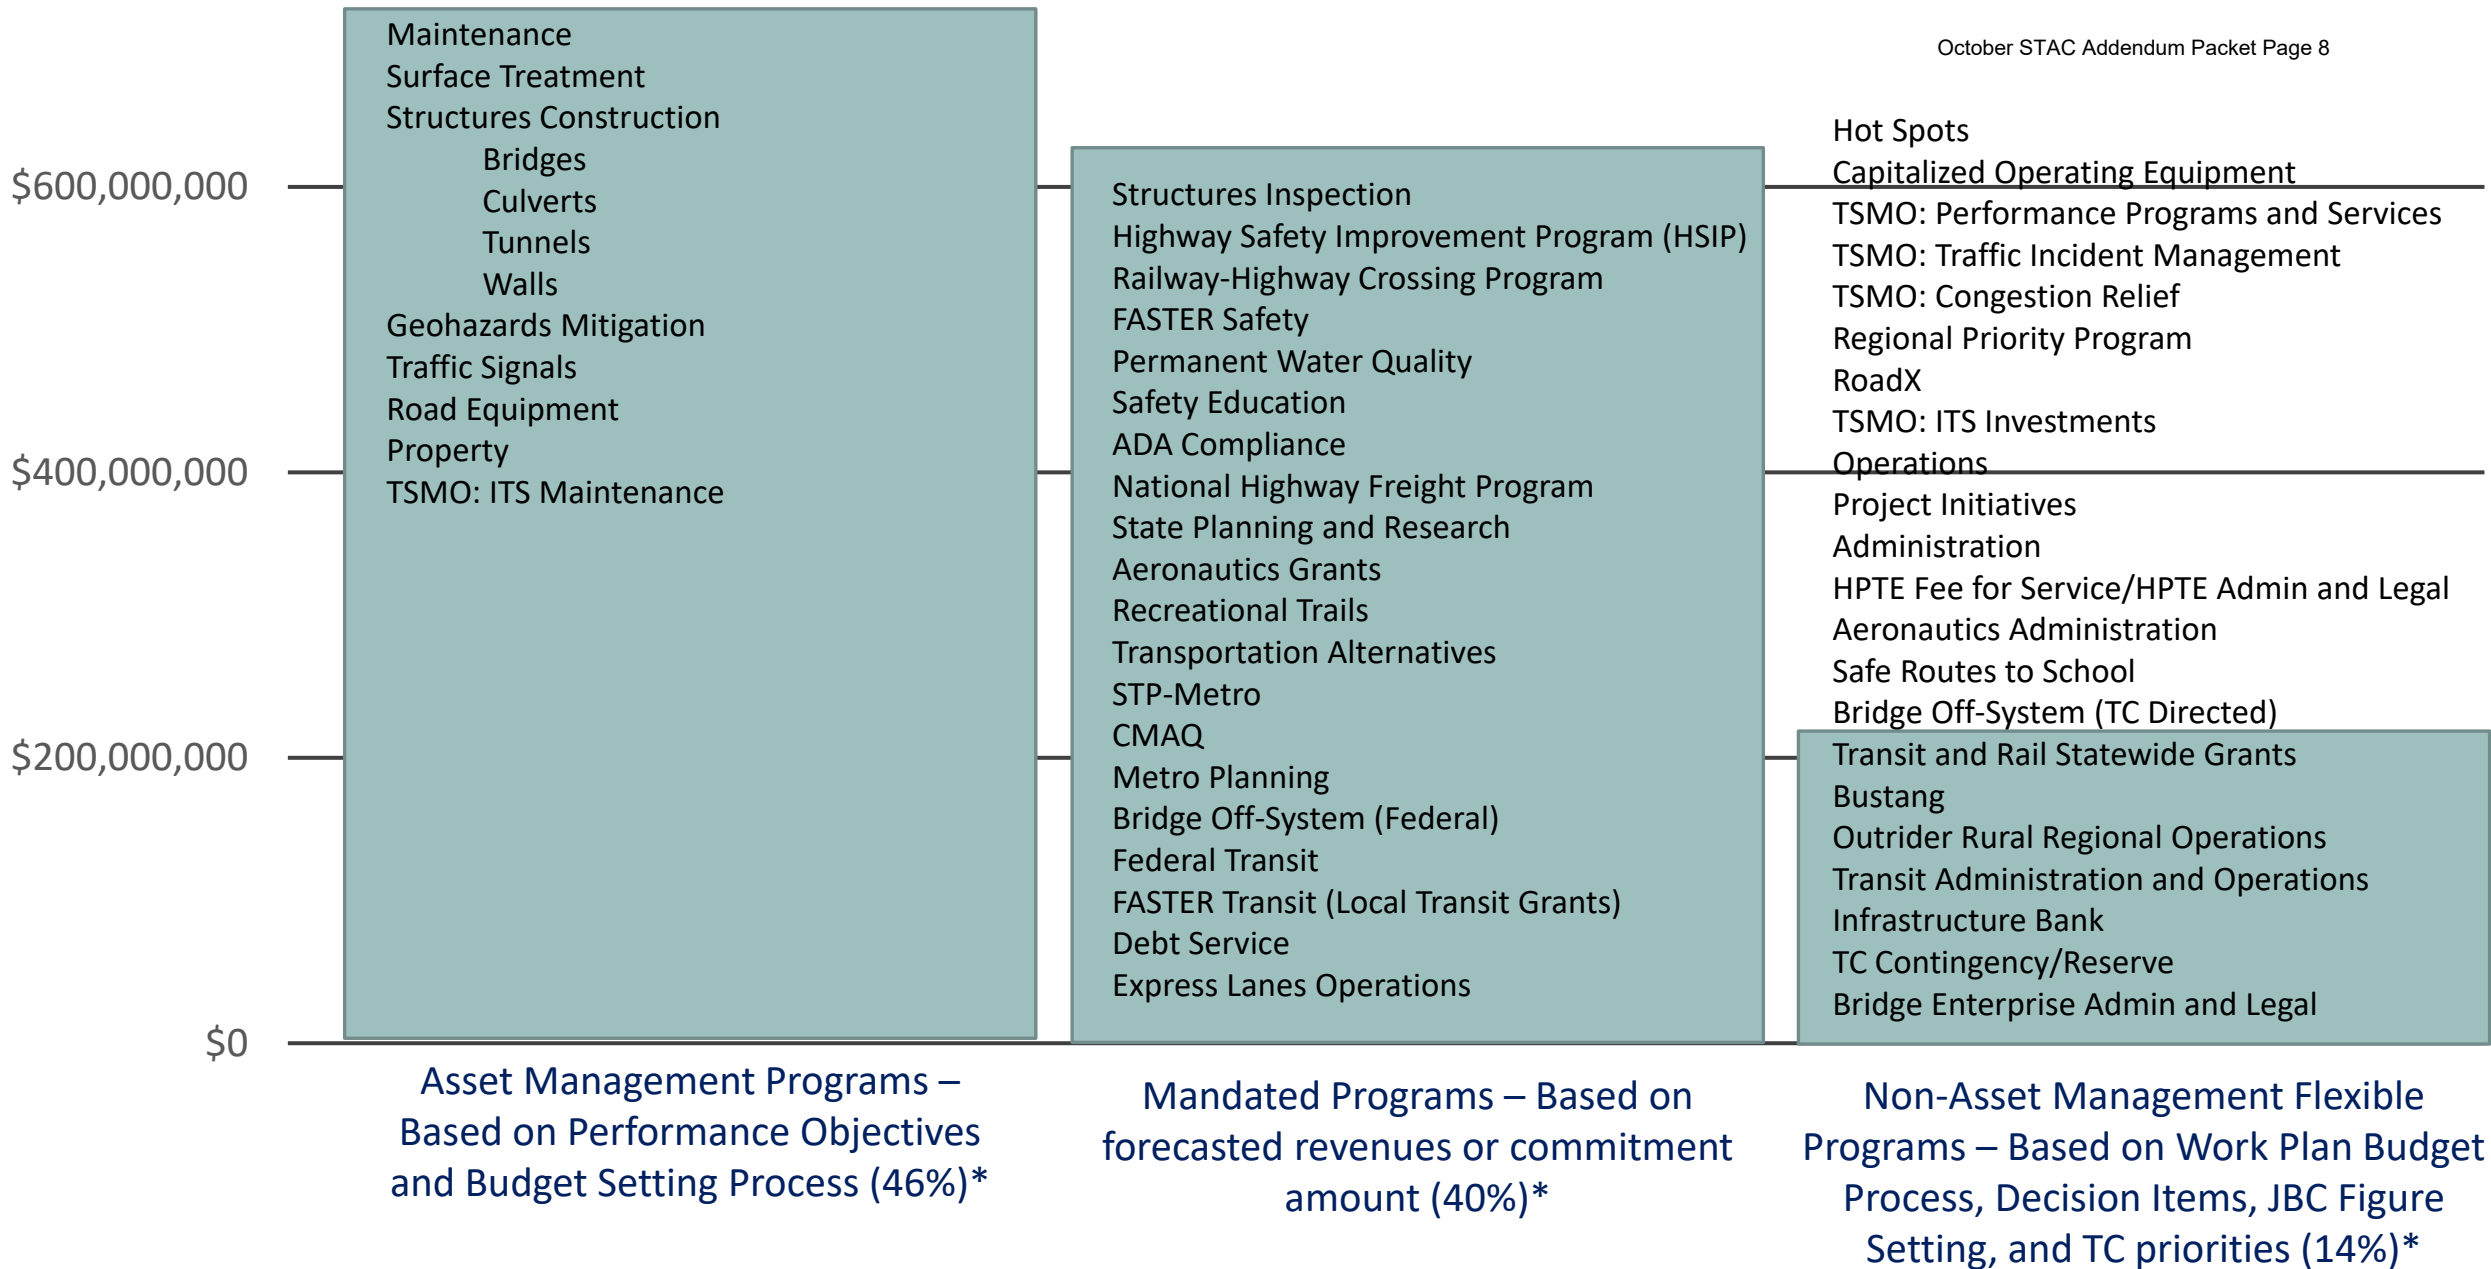 October STAC Addendum Packet Page 8
$600,000,000
$400,000,000
$200,000,000
$0
Maintenance
Surface Treatment
Structures Construction
Bridges
Culverts
Tunnels
Walls
Geohazards Mitigation
Traffic Signals
Road Equipment
Property
TSMO: ITS Maintenance
Asset Management Programs –
Based on Performance Objectives
and Budget Setting Process (46%)*
Structures Inspection
Highway Safety Improvement Program (HSIP)
Railway-Highway Crossing Program
FASTER Safety
Permanent Water Quality
Safety Education
ADA Compliance
National Highway Freight Program
State Planning and Research
Aeronautics Grants
Recreational Trails
Transportation Alternatives
STP-Metro
CMAQ
Metro Planning
Bridge Off-System (Federal)
Federal Transit
FASTER Transit (Local Transit Grants)
Debt Service
Express Lanes Operations
Mandated Programs – Based on
forecasted revenues or commitment
amount (40%)*
Hot Spots
Capitalized Operating Equipment
TSMO: Performance Programs and Services
TSMO: Traffic Incident Management
TSMO: Congestion Relief
Regional Priority Program
RoadX
TSMO: ITS Investments
Operations
Project Initiatives
Administration
HPTE Fee for Service/HPTE Admin and Legal
Aeronautics Administration
Safe Routes to School
Bridge Off-System (TC Directed)
Transit and Rail Statewide Grants
Bustang
Outrider Rural Regional Operations
Transit Administration and Operations
Infrastructure Bank
TC Contingency/Reserve
Bridge Enterprise Admin and Legal
Non-Asset Management Flexible
Programs – Based on Work Plan Budget
Process, Decision Items, JBC Figure
Setting, and TC priorities (14%)*